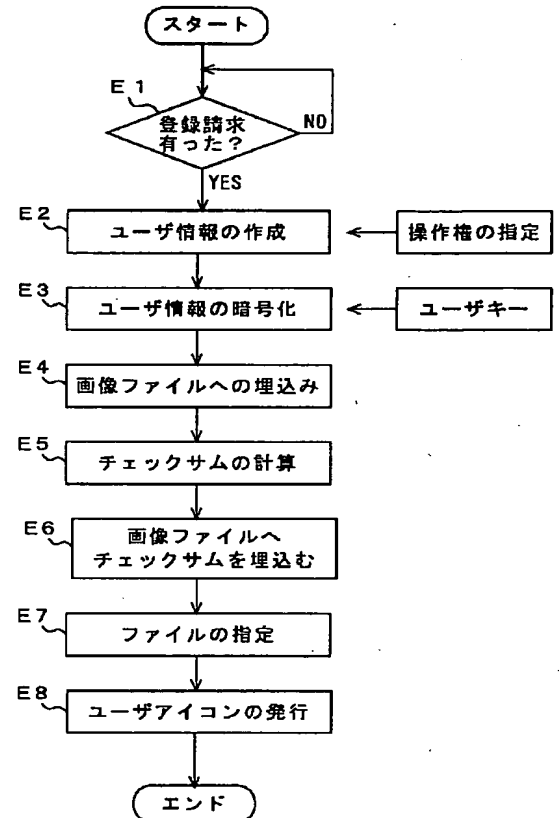 スタート
E1
登録請求
有った？
NO
YES
E2
ユーザ情報の作成
操作権の指定
E3
ユーザ情報の暗号化
ユーザキー
E4
画像ファイルへの埋込み
E5
チェックサムの計算
E6
画像ファイルへ
チェックサムを埋込む
E7
ファイルの指定
E8
ユーザアイコンの発行
エンド